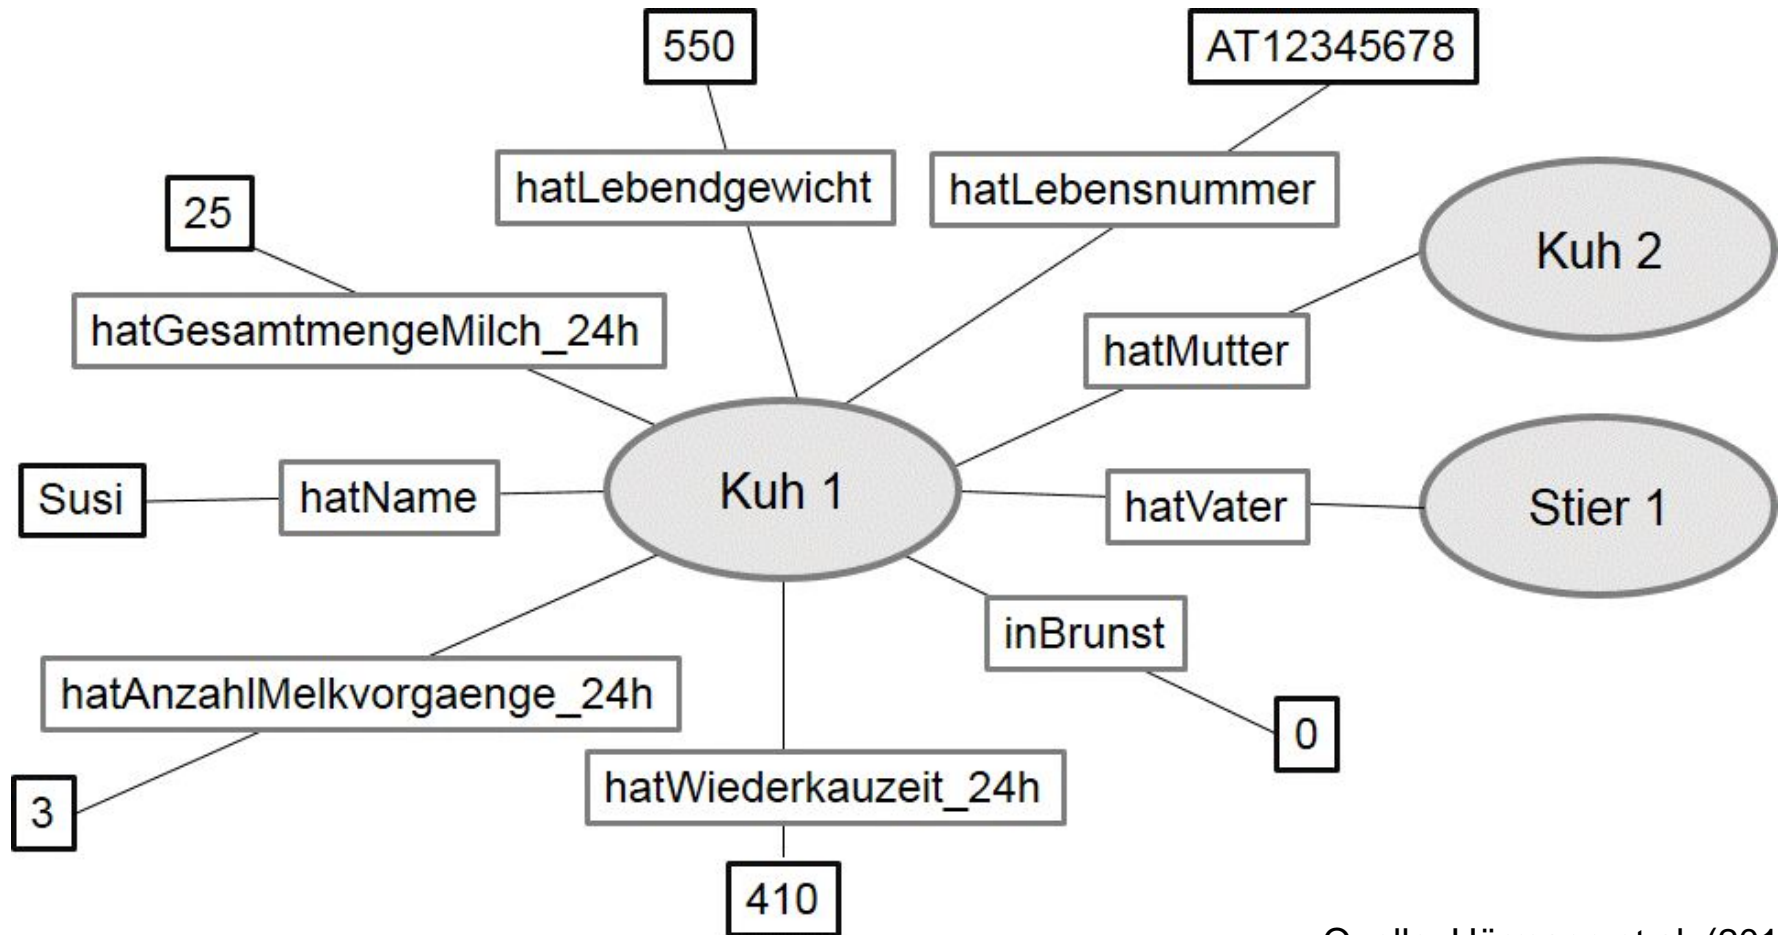 550
AT12345678
hatLebendgewicht
hatLebensnummer
25
Kuh 2
hatGesamtmengeMilch_24h
hatMutter
Susi
hatName
Kuh 1
hatVater
Stier 1
inBrunst
hatAnzahlMelkvorgaenge_24h
0
hatWiederkauzeit_24h
3
410